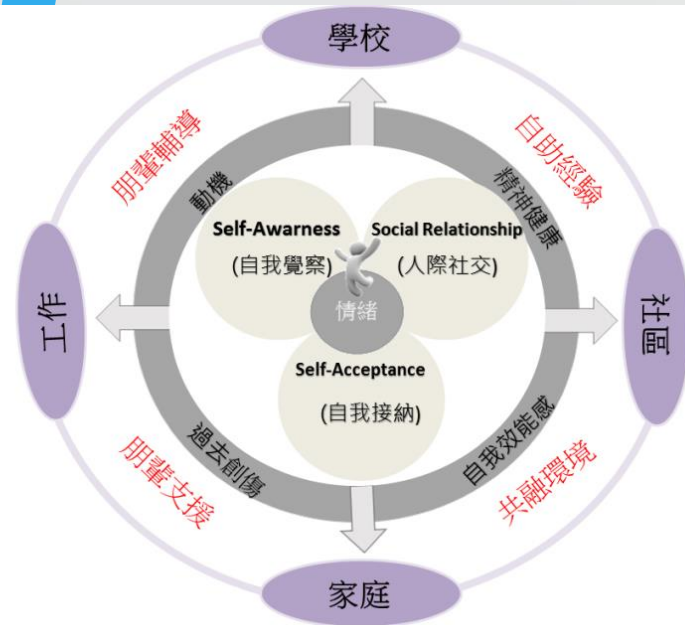 學校
朋輩輔導
自助經驗
動機
精神健康
Self-Awarness
(自我覺察)
Social Relationship
(人際社交)
情緒
工作
社區
Self-Acceptance
(自我接納)
過去創傷
自我效能感
朋輩支援
共融環境
家庭